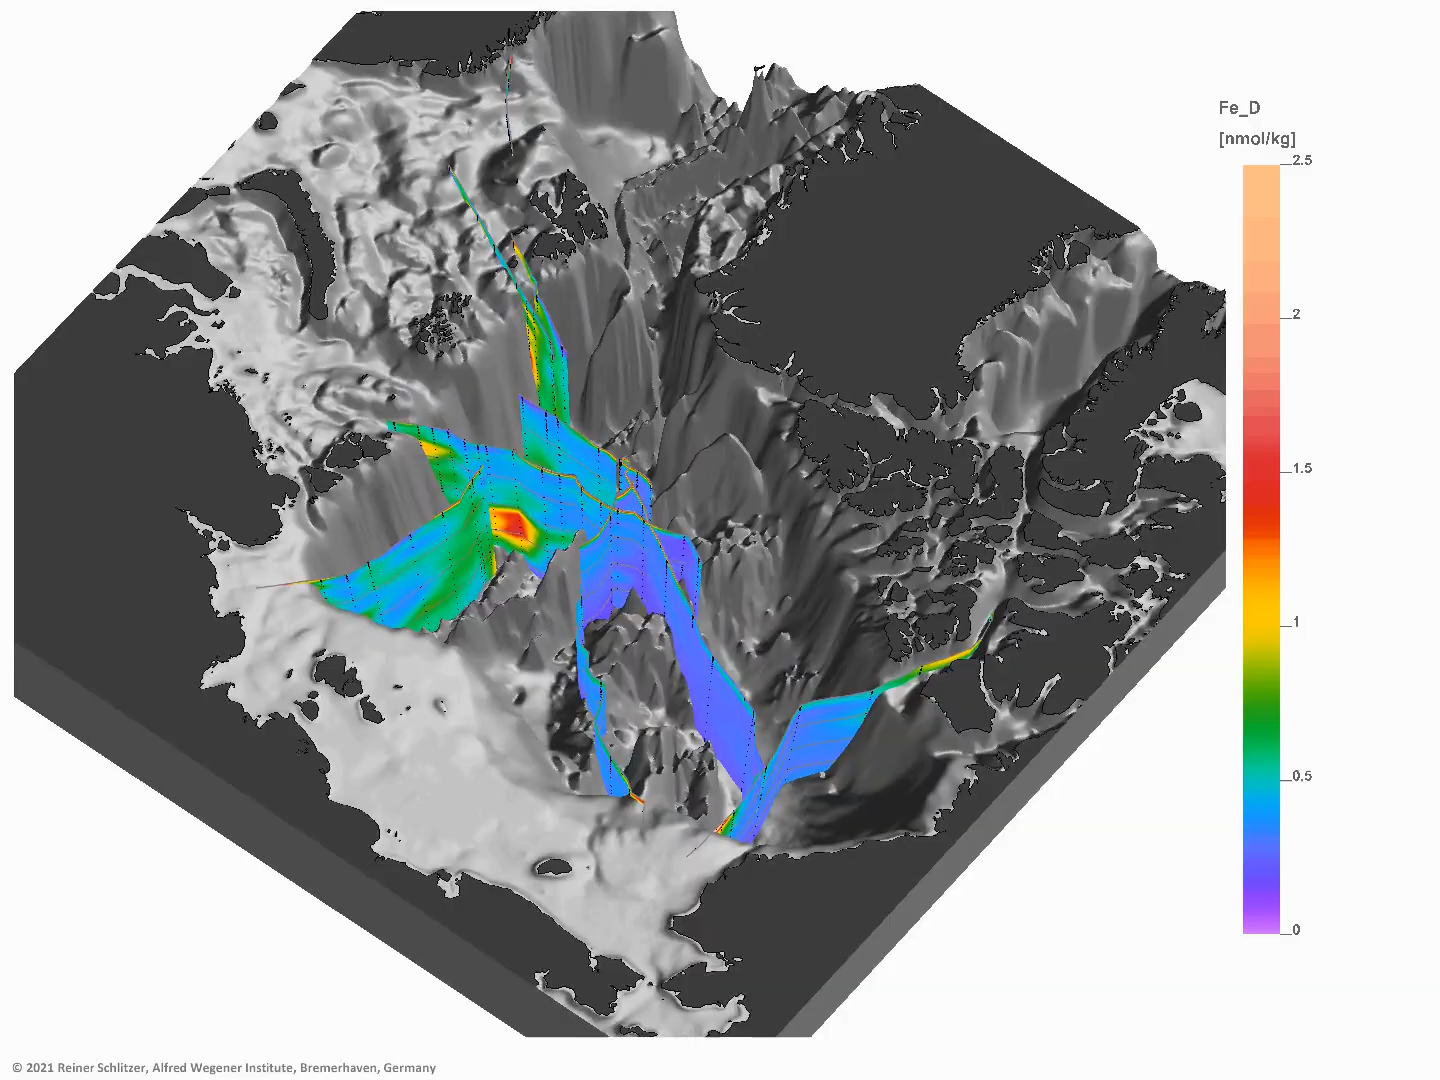 Fe_D
[nmol/kg]
2.5
2
1.5
1
0.5
0
© 2021 Reiner Schlitzer, Alfred Wegener Institute, Bremerhaven, Germany